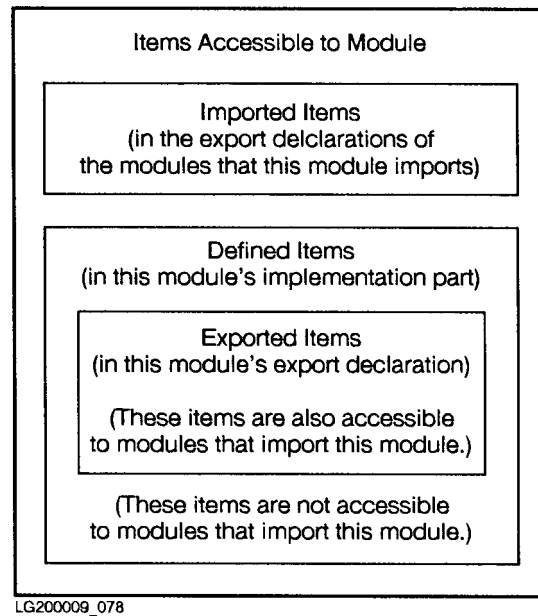 Items Accessible to Module
Imported Items
(in the export delclarations of
the modules that this module imports)
Defined Items
(in this module's implementation part)
Exported Items
(in this module's export declaration)
(These items are also accessible
to modules that import this module.)
(These items are not accessible
to modules that import this module.)
LG200009_078